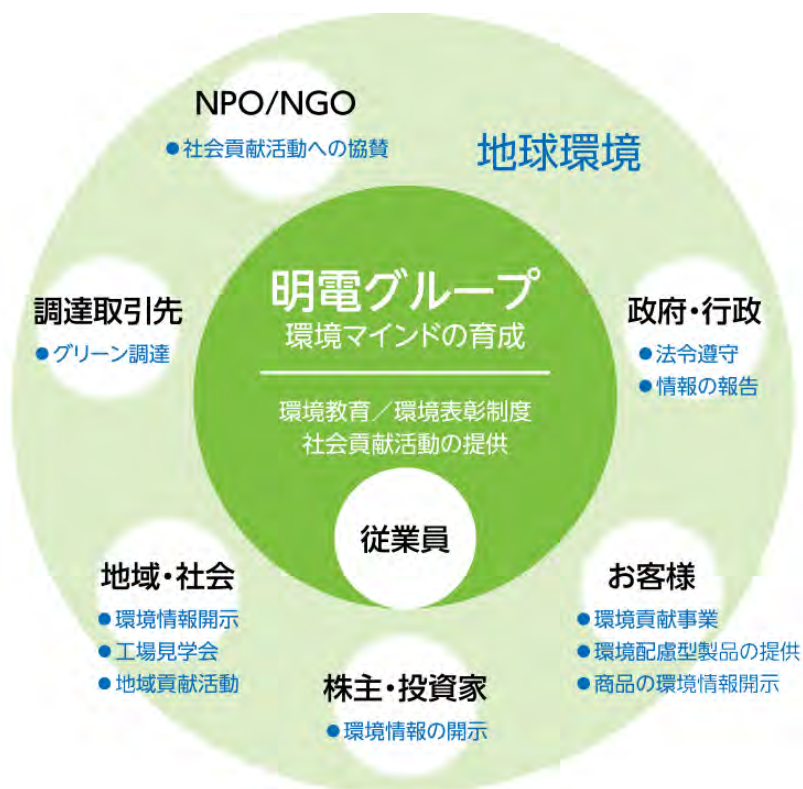 NPO/NGO
●社会貢献活動への協賛
地球環境
明電グループ
環境マインドの育成
環境教育／環境表彰制度
社会貢献活動の提供
従業員
調達取引先
●グリーン調達
政府・行政
●法令遵守
●情報の報告
地域・社会
●環境情報開示
●工場見学会
●地域貢献活動
株主・投資家
●環境情報の開示
お客様
●環境貢献事業
●環境配慮型製品の提供
●商品の環境情報開示